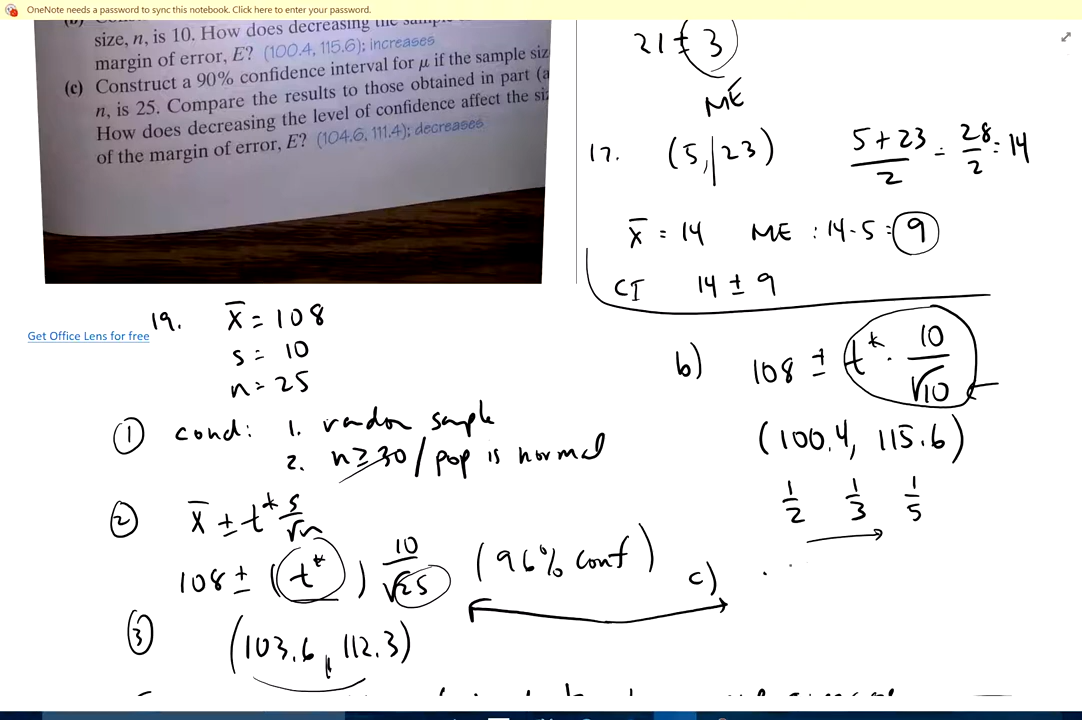 OneNote needs a password to sync this notebook. Click here to enter your password.
size, n, is 10. How does decreasing the
margin of error, E? (100.4, 115.6); increases
(c) Construct a 90% confidence interval for μ if the sample siz
n, is 25. Compare the results to those obtained in part (a
How does decreasing the level of confidence affect the si
of the margin of error, E? (104.6, 111.4); decreases
Get Office Lens for free
21 ± 3
ME
17. (5, 23) 5+23/2 = 28/2 = 14
x̄ = 14 ME : 14-5 = 9
CI 14 ± 9
19. x̄ = 108
s = 10
n = 25
① cond: 1. random sample
2. n ≥ 30 / pop is normal
② x̄ ± t* s/√n
108 ± (t*) 10/√25 (96% conf)
③ (103.6, 112.3)
b) 108 ± t* · 10/√10
(100.4, 115.6)
1/2 1/3 1/5
c)